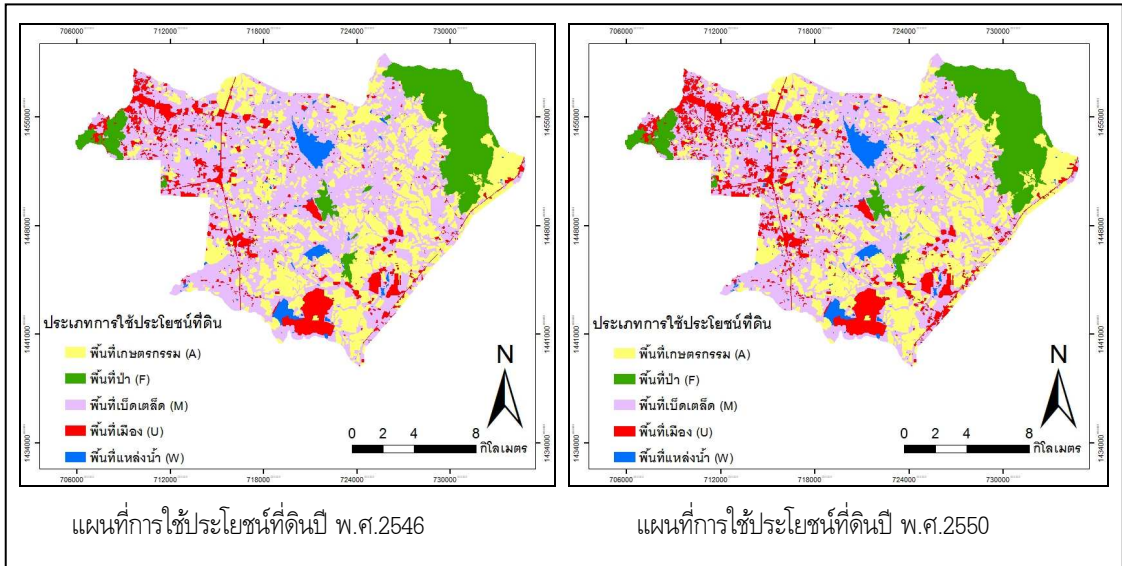 706000 712000 718000 724000 730000
706000 712000 718000 724000 730000
1455000 1455000
1448000 1448000
1441000 1441000
1434000 1434000
ประเภทการใช้ประโยชน์ที่ดิน
พื้นที่เกษตรกรรม (A)
พื้นที่ป่า (F)
พื้นที่เบ็ดเตล็ด (M)
พื้นที่เมือง (U)
พื้นที่แหล่งน้ำ (W)
N
0 2 4 8
กิโลเมตร
706000 712000 718000 724000 730000
แผนที่การใช้ประโยชน์ที่ดินปี พ.ศ.2546
1455000 1455000
1448000 1448000
1441000 1441000
1434000 1434000
ประเภทการใช้ประโยชน์ที่ดิน
พื้นที่เกษตรกรรม (A)
พื้นที่ป่า (F)
พื้นที่เบ็ดเตล็ด (M)
พื้นที่เมือง (U)
พื้นที่แหล่งน้ำ (W)
N
0 2 4 8
กิโลเมตร
706000 712000 718000 724000 730000
แผนที่การใช้ประโยชน์ที่ดินปี พ.ศ.2550